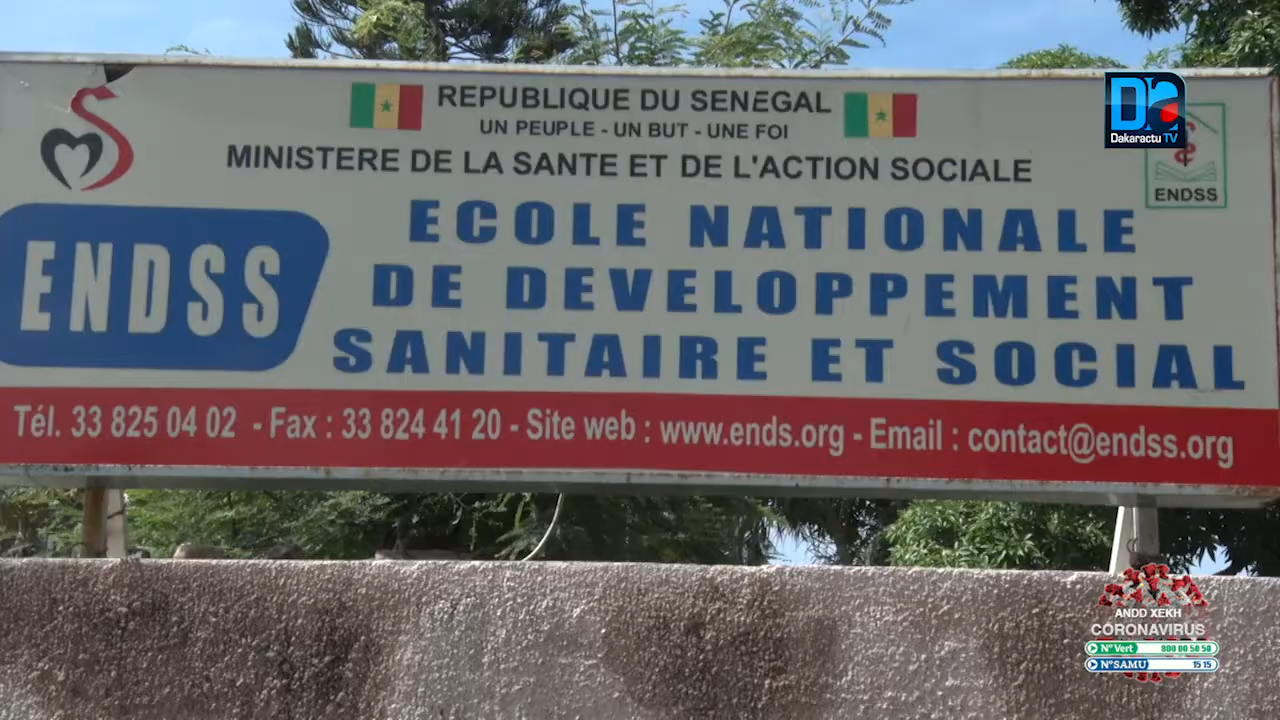 REPUBLIQUE DU SENEGAL
UN PEUPLE - UN BUT - UNE FOI
MINISTERE DE LA SANTE ET DE L'ACTION SOCIALE
ENDSS
ECOLE NATIONALE
DE DEVELOPPEMENT
SANITAIRE ET SOCIAL
Tél. 33 825 04 02 - Fax : 33 824 41 20 - Site web : www.ends.org - Email : contact@endss.org
ENDSS
Dakaractu TV
ANDD XEKH
CORONAVIRUS
N° Vert 800 00 50 50
N°SAMU 15 15